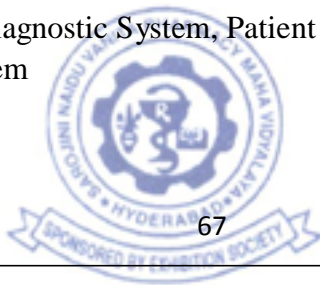 agnostic System, Patient
em
SAROJINI NAIDU VANITA PHARMACY MAHA VIDYALAYA
℞
* HYDERABAD *
67
SPONSORED BY EXHIBITION SOCIETY